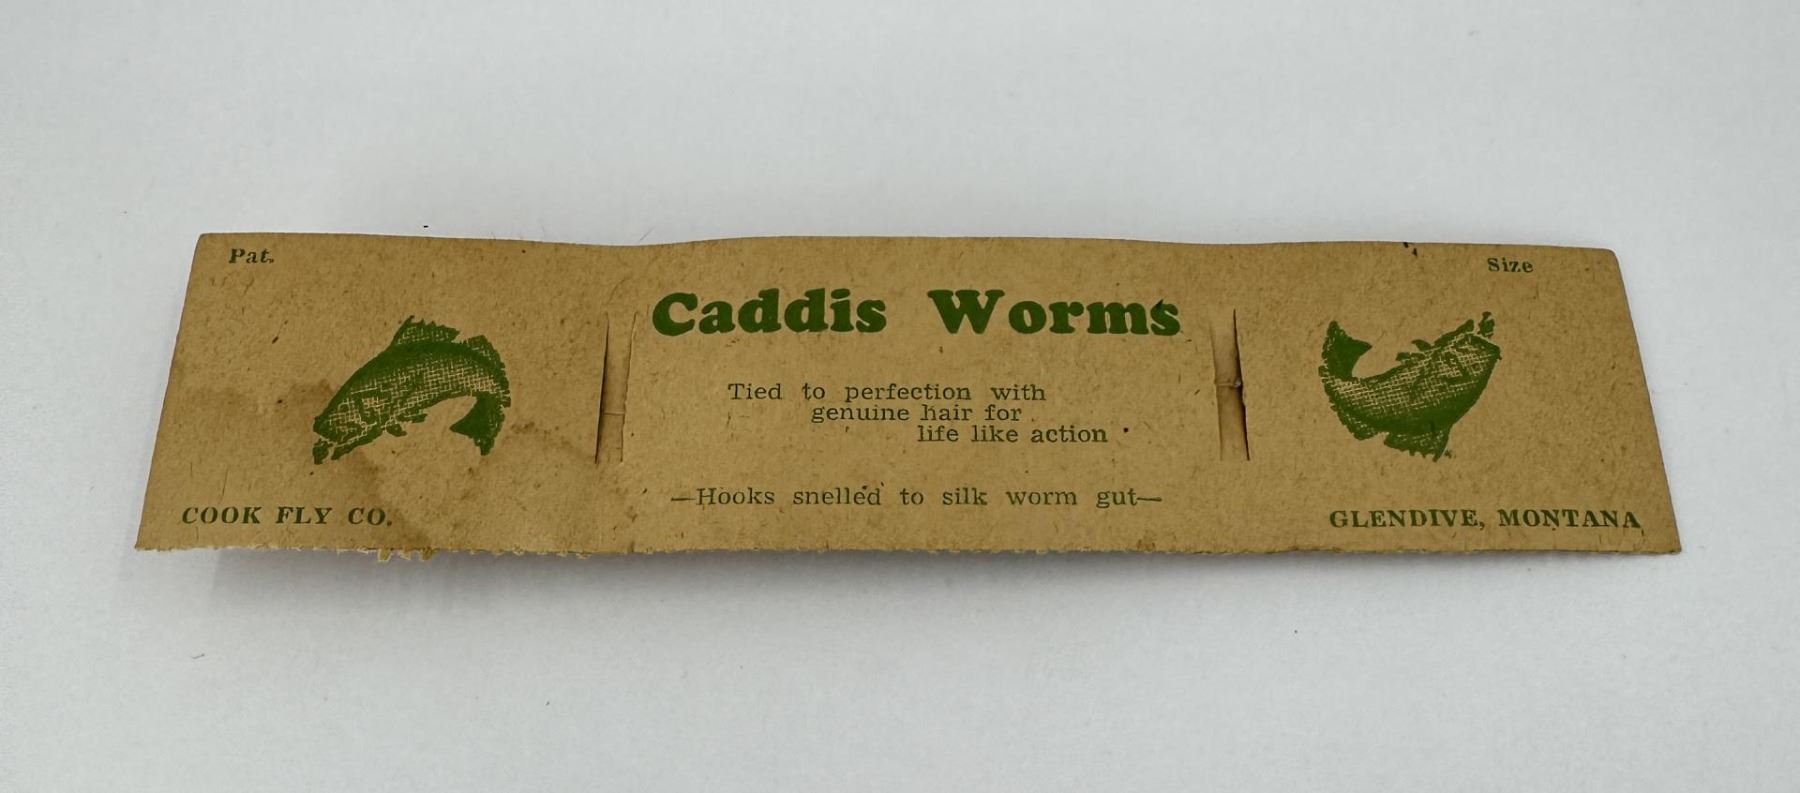 Pat.
Size
Caddis Worms
Tied to perfection with
genuine hair for
life like action
—Hooks snelled to silk worm gut—
COOK FLY CO.
GLENDIVE, MONTANA